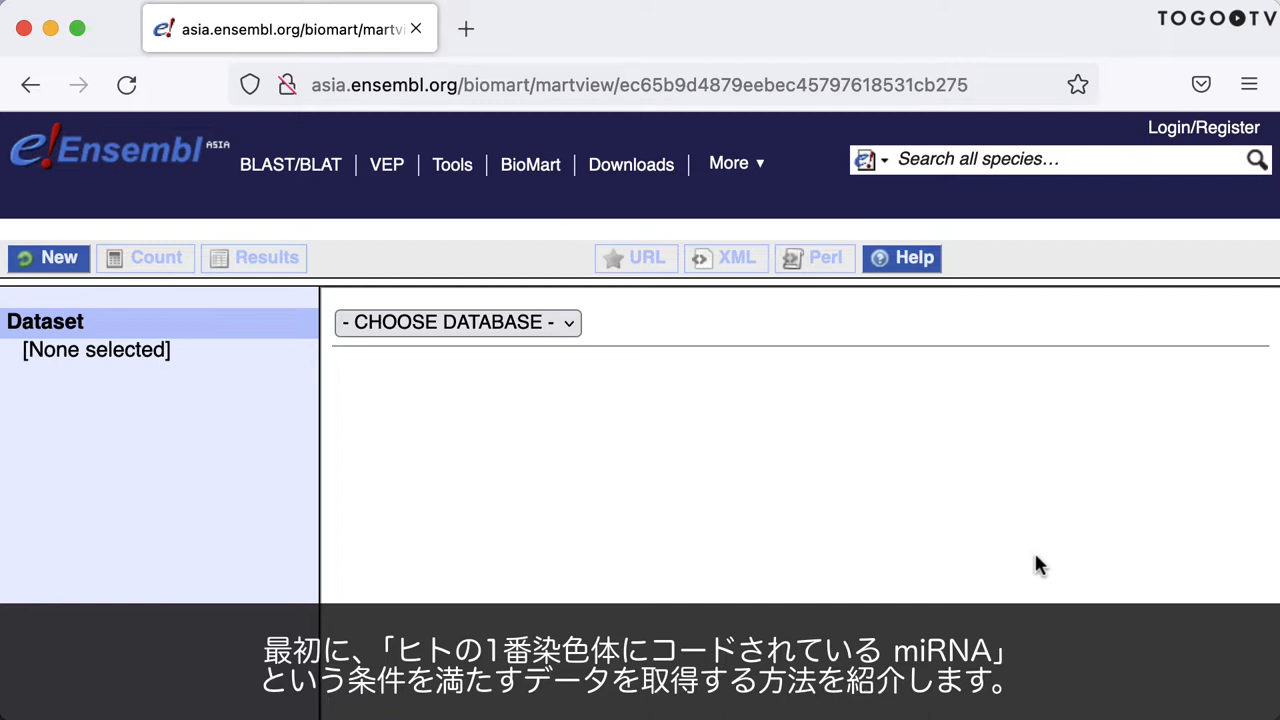 asia.ensembl.org/biomart/martvi
TOGOTV
asia.ensembl.org/biomart/martview/ec65b9d4879eebec45797618531cb275
Login/Register
e!Ensembl ASIA
BLAST/BLAT VEP Tools BioMart Downloads More ▼
Search all species…
New Count Results URL XML Perl Help
Dataset
- CHOOSE DATABASE -
[None selected]
最初に、「ヒトの1番染色体にコードされている miRNA」
という条件を満たすデータを取得する方法を紹介します。